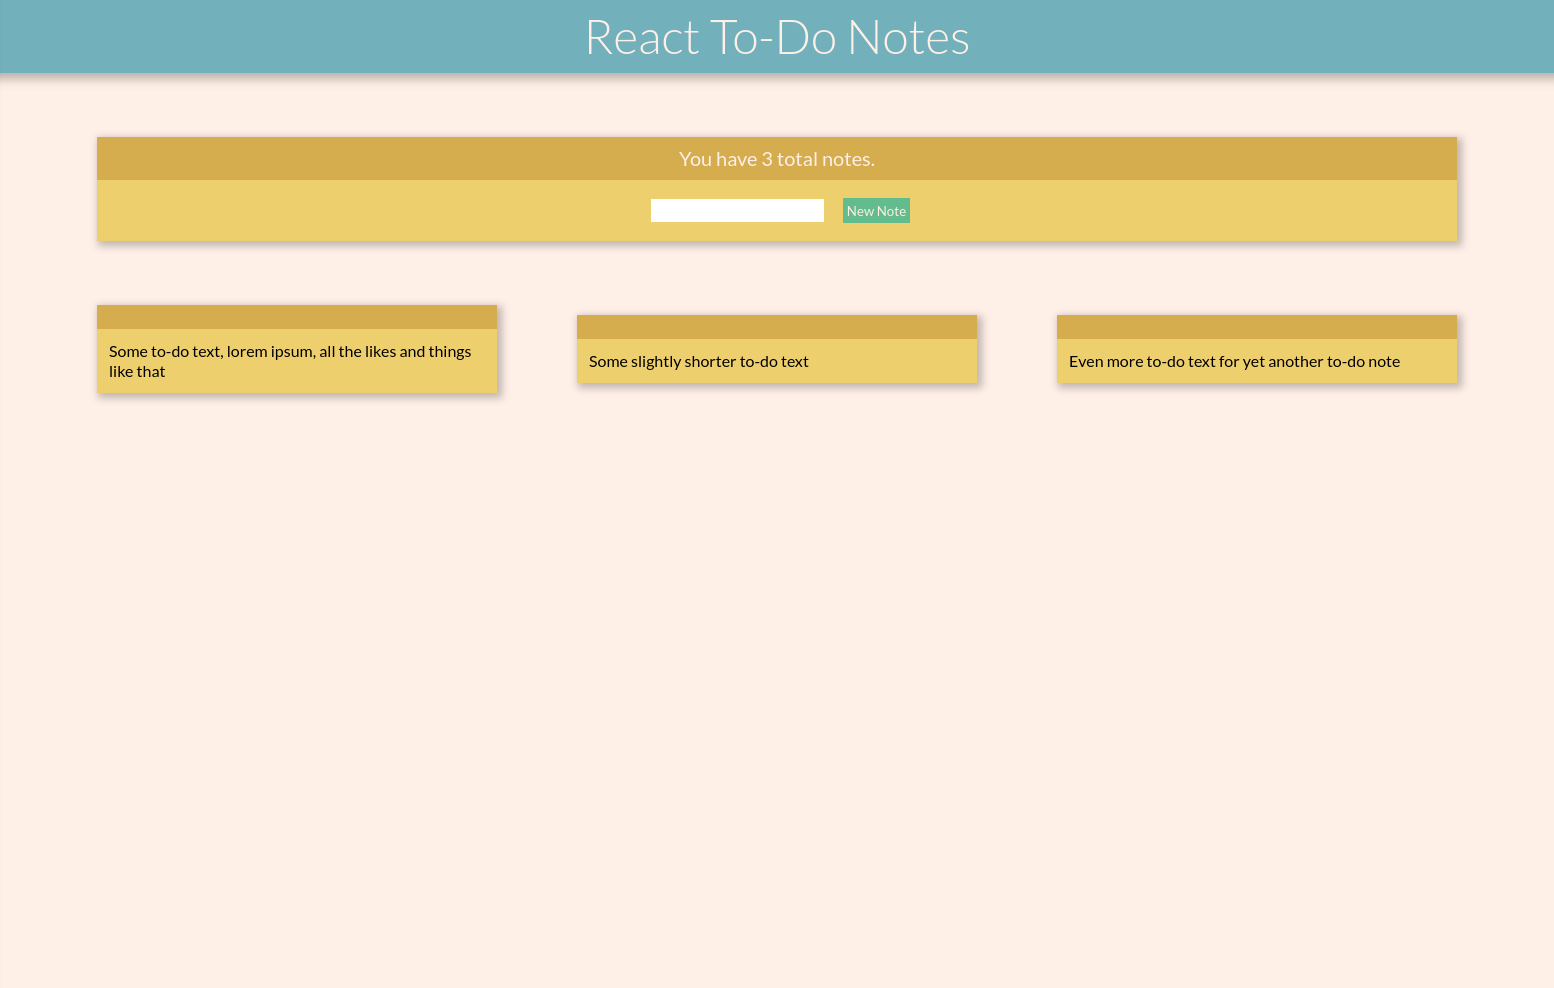 React To-Do Notes
You have 3 total notes.
New Note
Some to-do text, lorem ipsum, all the likes and things
like that
Some slightly shorter to-do text
Even more to-do text for yet another to-do note